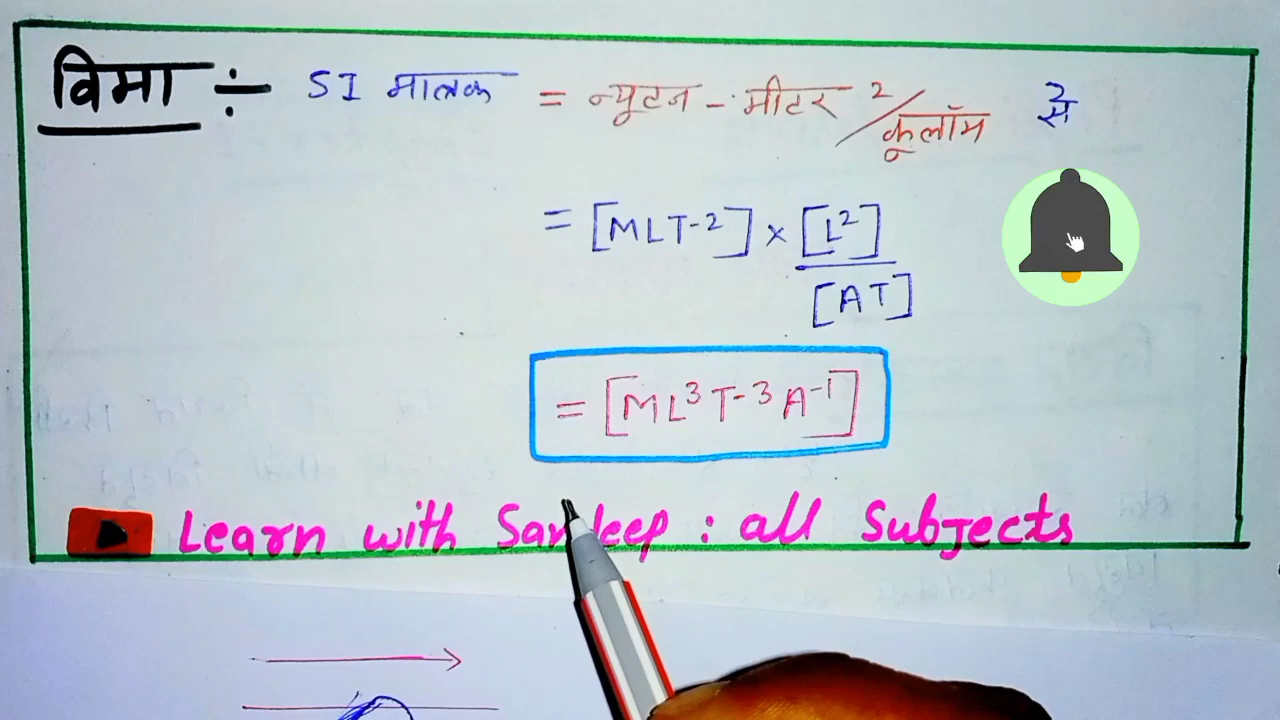 विमा ÷ SI मात्रक = न्यूटन - मीटर²/कूलॉम से
= [MLT-2] × [L²]
[AT]
= [ML³T-³A-¹]
Learn with Sandeep : all Subjects